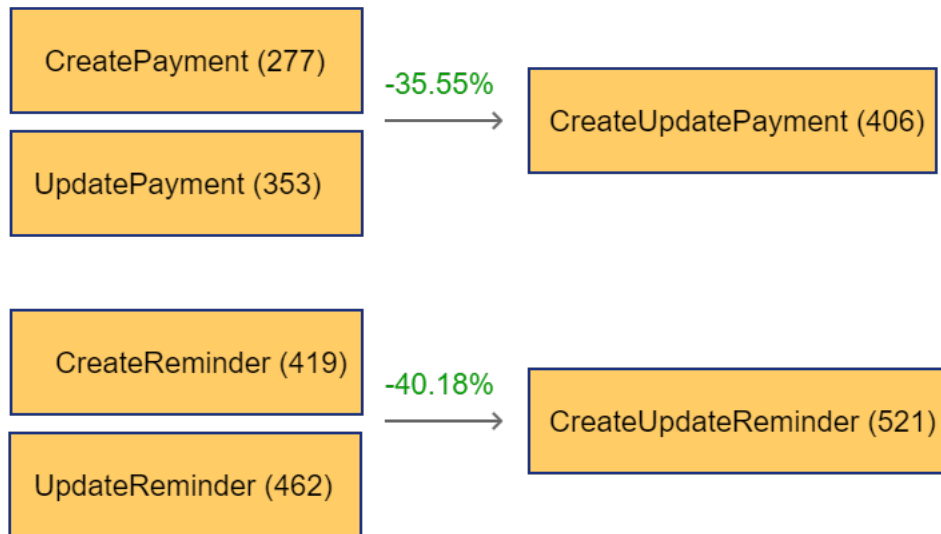 CreatePayment (277)
-35.55%
CreateUpdatePayment (406)
UpdatePayment (353)
CreateReminder (419)
-40.18%
CreateUpdateReminder (521)
UpdateReminder (462)